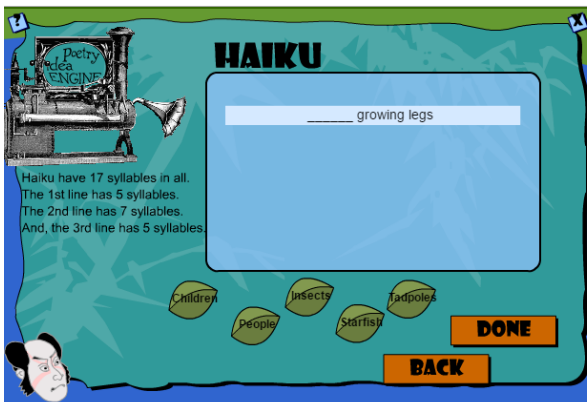 ?
X
Poetry
Idea
ENGINE
HAIKU
______ growing legs
Haiku have 17 syllables in all.
The 1st line has 5 syllables.
The 2nd line has 7 syllables.
And, the 3rd line has 5 syllables.
Children
Insects
Tadpoles
People
Starfish
DONE
BACK